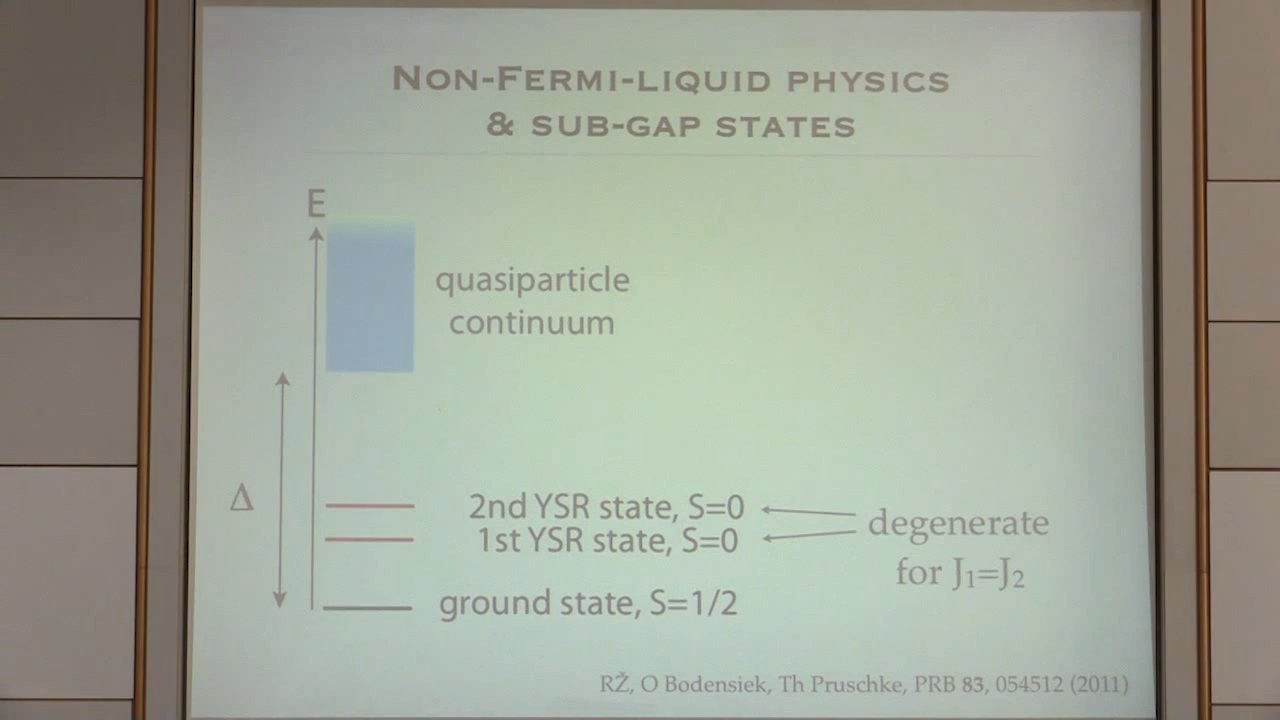 NON-FERMI-LIQUID PHYSICS
& SUB-GAP STATES
E
quasiparticle
continuum
Δ
2nd YSR state, S=0
1st YSR state, S=0
degenerate
for J1=J2
ground state, S=1/2
RŽ, O Bodensiek, Th Pruschke, PRB 83, 054512 (2011)